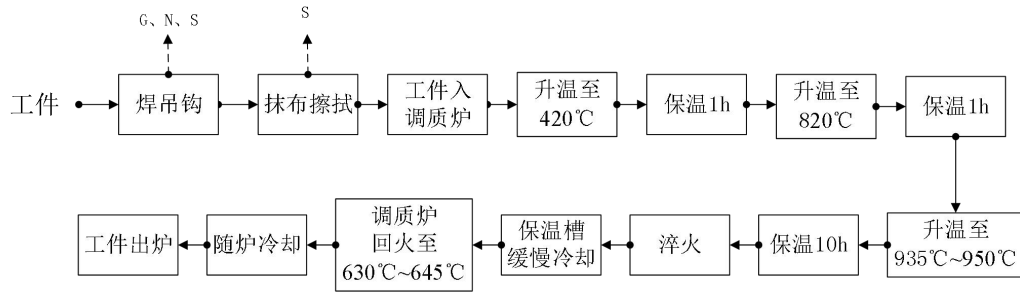 G、N、S
S
工件
焊吊钩
抹布擦拭
工件入
调质炉
升温至
420℃
保温1h
升温至
820℃
保温1h
工件出炉
随炉冷却
调质炉
回火至
630℃~645℃
保温槽
缓慢冷却
淬火
保温10h
升温至
935℃~950℃